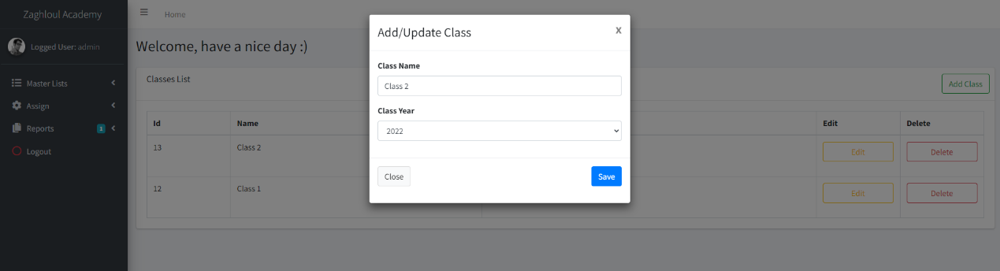 Zaghloul Academy
Home
Logged User: admin
Master Lists
Assign
Reports 1
Logout
Welcome, have a nice day :)
Classes List
Add Class
Id Name Edit Delete
13 Class 2 Edit Delete
12 Class 1 Edit Delete
Add/Update Class X
Class Name
Class 2
Class Year
2022
Close Save